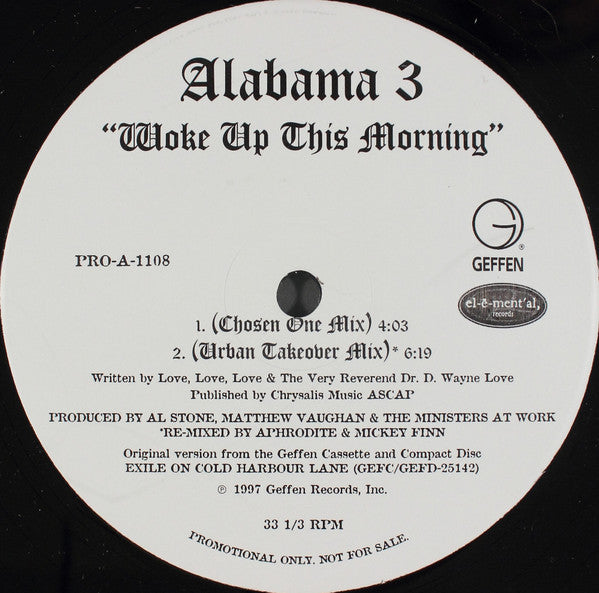 Alabama 3
“Woke Up This Morning”
PRO-A-1108
G
®
GEFFEN
el-ē-ment'al,
records
1. (Chosen One Mix) 4:03
2. (Urban Takeover Mix)* 6:19
Written by Love, Love, Love & The Very Reverend Dr. D. Wayne Love
Published by Chrysalis Music ASCAP
PRODUCED BY AL STONE, MATTHEW VAUGHAN & THE MINISTERS AT WORK
*RE-MIXED BY APHRODITE & MICKEY FINN
Original version from the Geffen Cassette and Compact Disc
EXILE ON COLD HARBOUR LANE (GEFC/GEFD-25142)
℗ 1997 Geffen Records, Inc.
33 1/3 RPM
PROMOTIONAL ONLY. NOT FOR SALE.